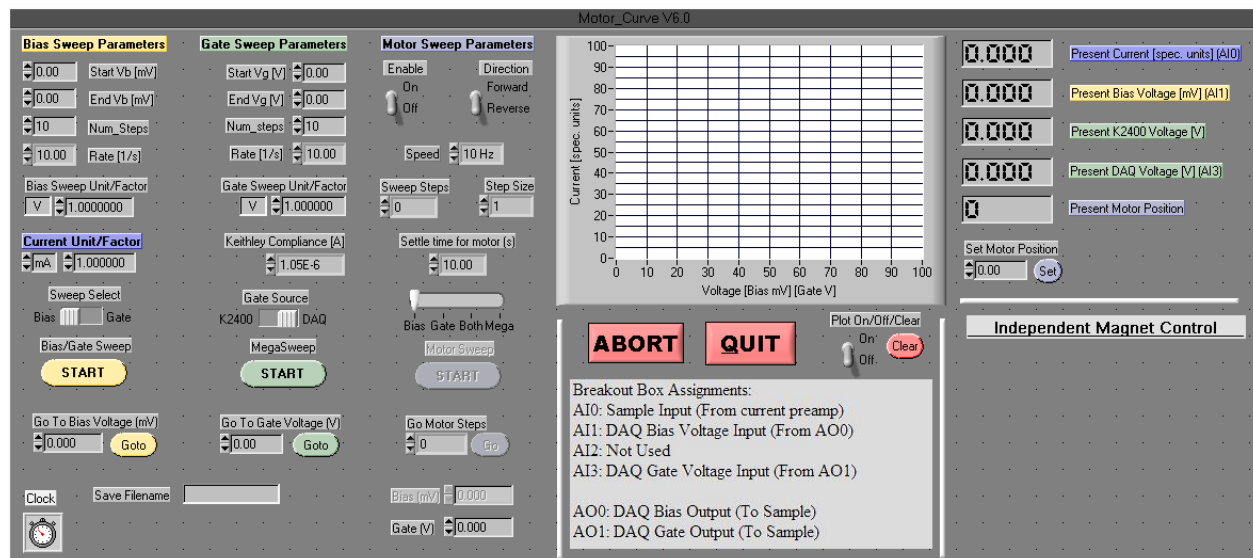 Motor_Curve V6.0
Bias Sweep Parameters
0.00 Start Vb [mV]
0.00 End Vb [mV]
10 Num_Steps
10.00 Rate [1/s]
Bias Sweep Unit/Factor
V 1.0000000
Current Unit/Factor
mA 1.000000
Sweep Select
Bias Gate
Bias/Gate Sweep
START
Go To Bias Voltage (mV)
0.000 Goto
Clock
Save Filename
Gate Sweep Parameters
Start Vg [V] 0.00
End Vg [V] 0.00
Num_steps 10
Rate [1/s] 10.00
Gate Sweep Unit/Factor
V 1.000000
Keithley Compliance [A]
1.05E-6
Gate Source
K2400 DAQ
MegaSweep
START
Go To Gate Voltage (V)
0.00 Goto
Motor Sweep Parameters
Enable Direction
On Forward
Off Reverse
Speed 10 Hz
Sweep Steps Step Size
0 1
Settle time for motor (s)
10.00
Bias Gate Both Mega
Motor Sweep
START
Go Motor Steps
0 Go
Bias (mV) 0.000
Gate (V) 0.000
Current [spec. units]
100
90
80
70
60
50
40
30
20
10
0
0 10 20 30 40 50 60 70 80 90 100
Voltage [Bias mV] [Gate V]
ABORT QUIT
Plot On/Off/Clear
On
Off
Clear
Breakout Box Assignments:
AI0: Sample Input (From current preamp)
AI1: DAQ Bias Voltage Input (From AO0)
AI2: Not Used
AI3: DAQ Gate Voltage Input (From AO1)
AO0: DAQ Bias Output (To Sample)
AO1: DAQ Gate Output (To Sample)
0.000 Present Current [spec. units] (AI0)
0.000 Present Bias Voltage [mV] (AI1)
0.000 Present K2400 Voltage [V]
0.000 Present DAQ Voltage [V] (AI3)
0 Present Motor Position
Set Motor Position
0.00 Set
Independent Magnet Control